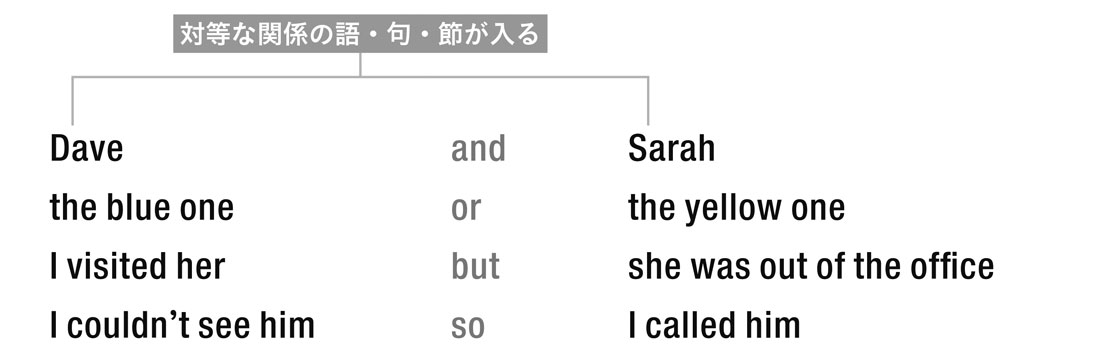 対等な関係の語・句・節が入る
Dave and Sarah
the blue one or the yellow one
I visited her but she was out of the office
I couldn’t see him so I called him